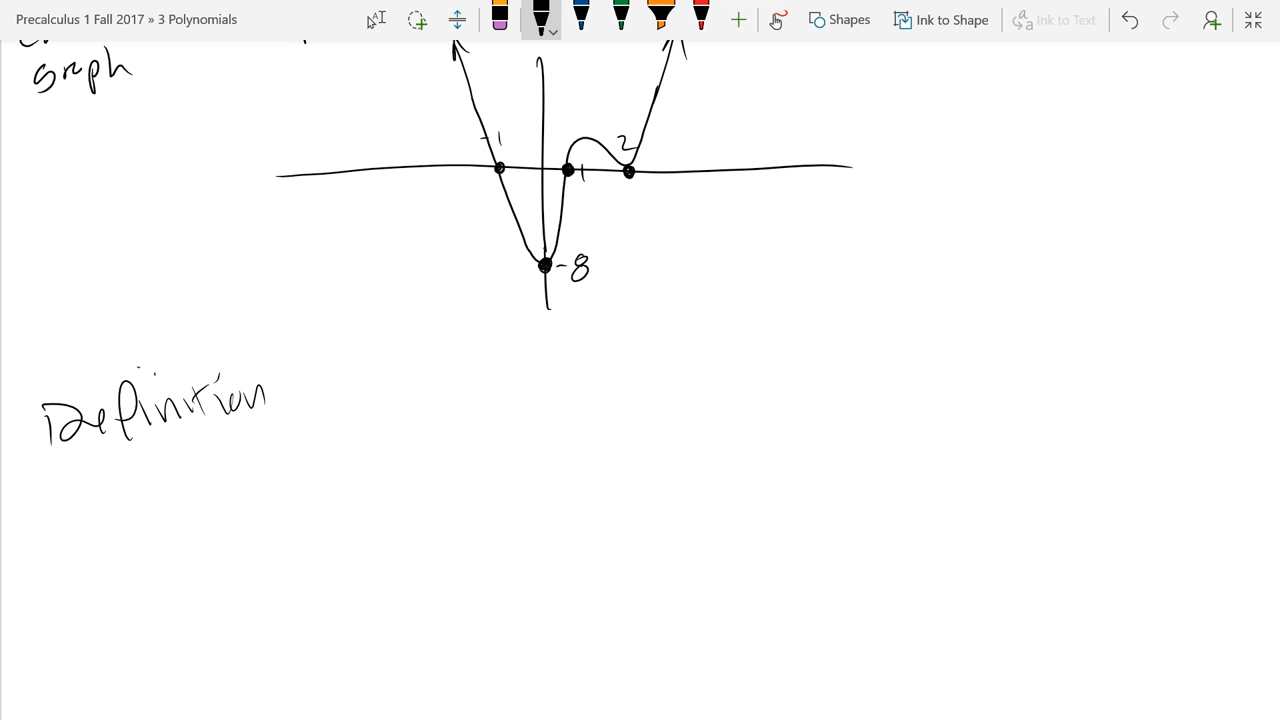 Precalculus 1 Fall 2017 » 3 Polynomials
Shapes
Ink to Shape
Ink to Text
graph
-1
2
1
-8
Definition